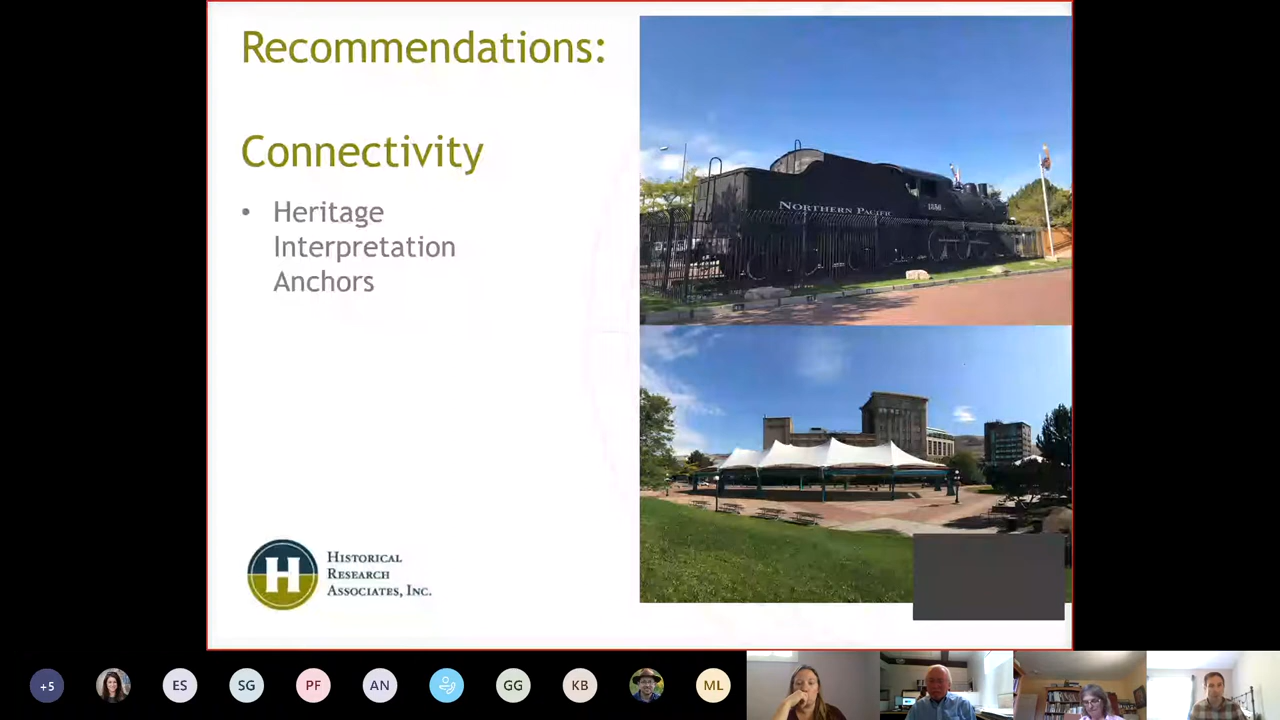 Recommendations:
Connectivity
• Heritage
Interpretation
Anchors
NORTHERN PACIFIC
H
HISTORICAL
RESEARCH
ASSOCIATES, INC.
+5
ES
SG
PF
AN
GG
KB
ML